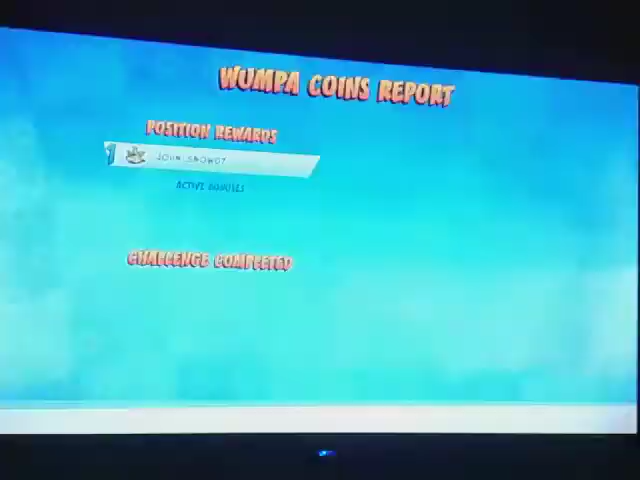 WUMPA COINS REPORT
POSITION REWARDS
1
ACTIVE BONUSES
CHALLENGE COMPLETED